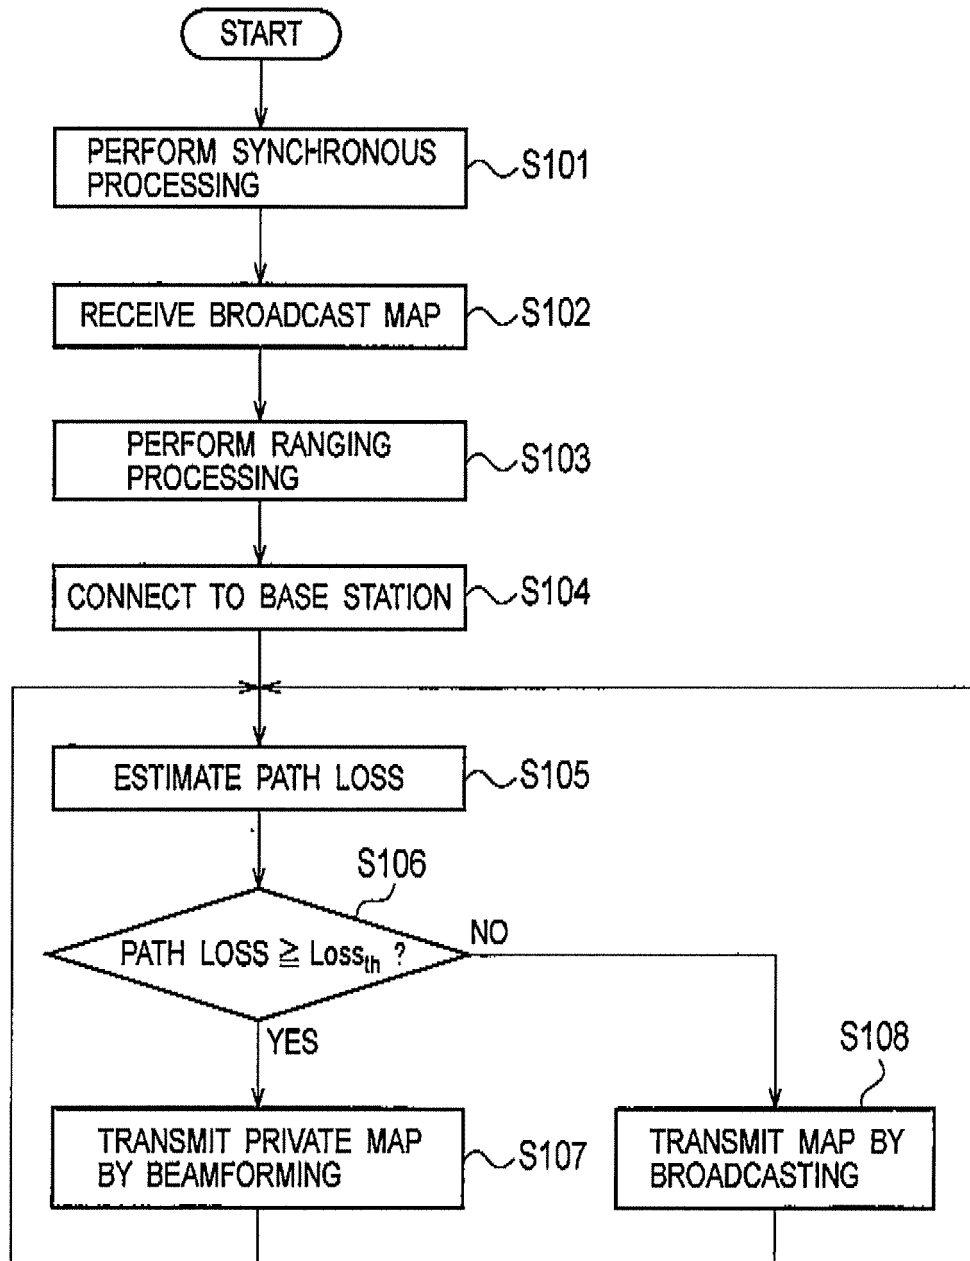 START
PERFORM SYNCHRONOUS
PROCESSING
S101
RECEIVE BROADCAST MAP
S102
PERFORM RANGING
PROCESSING
S103
CONNECT TO BASE STATION
S104
ESTIMATE PATH LOSS
S105
S106
PATH LOSS ≧ Loss_th ?
NO
YES
S108
TRANSMIT PRIVATE MAP
BY BEAMFORMING
S107
TRANSMIT MAP BY
BROADCASTING